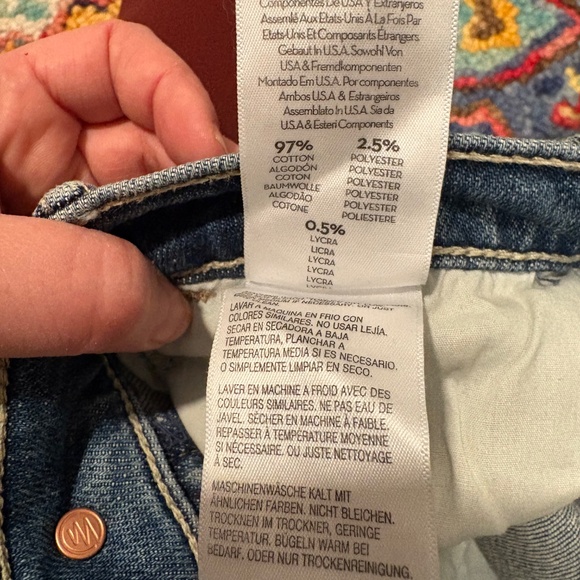 Componentes De U.S.A Y Extranjeros
Assemlé Aux Etats-Unis À La Fois Par
Etats-Unis Et Composants Étrangers
Gebaut In U.S.A. Sowohl Von
U.S.A & Fremdkomponenten
Montado Em U.S.A. Por componentes
Ambos U.S.A & Estrangeiros
Assemblato In U.S.A Sia da
U.S.A & Esteri Components
97% 2.5%
COTTON POLYESTER
ALGODÓN POLYESTER
COTON POLYESTER
BAUMWOLLE POLYESTER
ALGODÃO POLYESTER
COTONE POLIESTERE
0.5%
LYCRA
LICRA
LYCRA
LYCRA
LYCRA
LAVAR A MAQUINA EN FRIO CON
COLORES SIMILARES. NO USAR LEJÍA.
SECAR EN SECADORA A BAJA
TEMPERATURA, PLANCHAR A
TEMPERATURA MEDIA SI ES NECESARIO.
O SIMPLEMENTE LIMPIAR EN SECO.
LAVER EN MACHINE A FROID AVEC DES
COULEURS SIMILAIRES. NE PAS EAU DE
JAVEL. SÉCHER EN MACHINE À FAIBLE.
REPASSER À TEMPÉRATURE MOYENNE
SI NÉCESSAIRE. OU JUSTE NETTOYAGE
À SEC.
MASCHINENWÄSCHE KALT MIT
ÄHNLICHEN FARBEN. NICHT BLEICHEN.
TROCKNEN IM TROCKNER, GERINGE
TEMPERATUR. BÜGELN WARM BEI
BEDARF. ODER NUR TROCKENREINIGUNG.